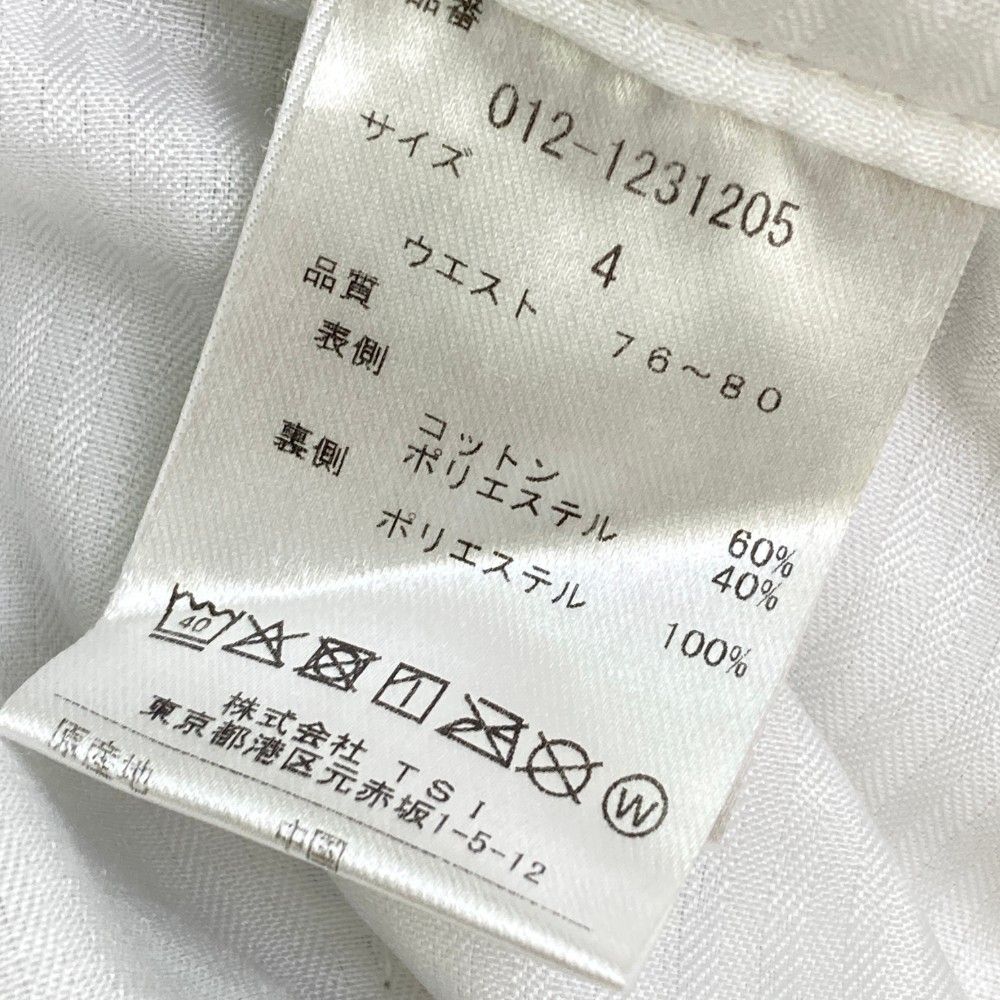 品番
012-1231205
サイズ
4
ウエスト 76～80
品質
表側
コットン 60%
ポリエステル 40%
裏側
ポリエステル 100%
40
W
株式会社 TSI
東京都港区元赤坂1-5-12
原産地
中国